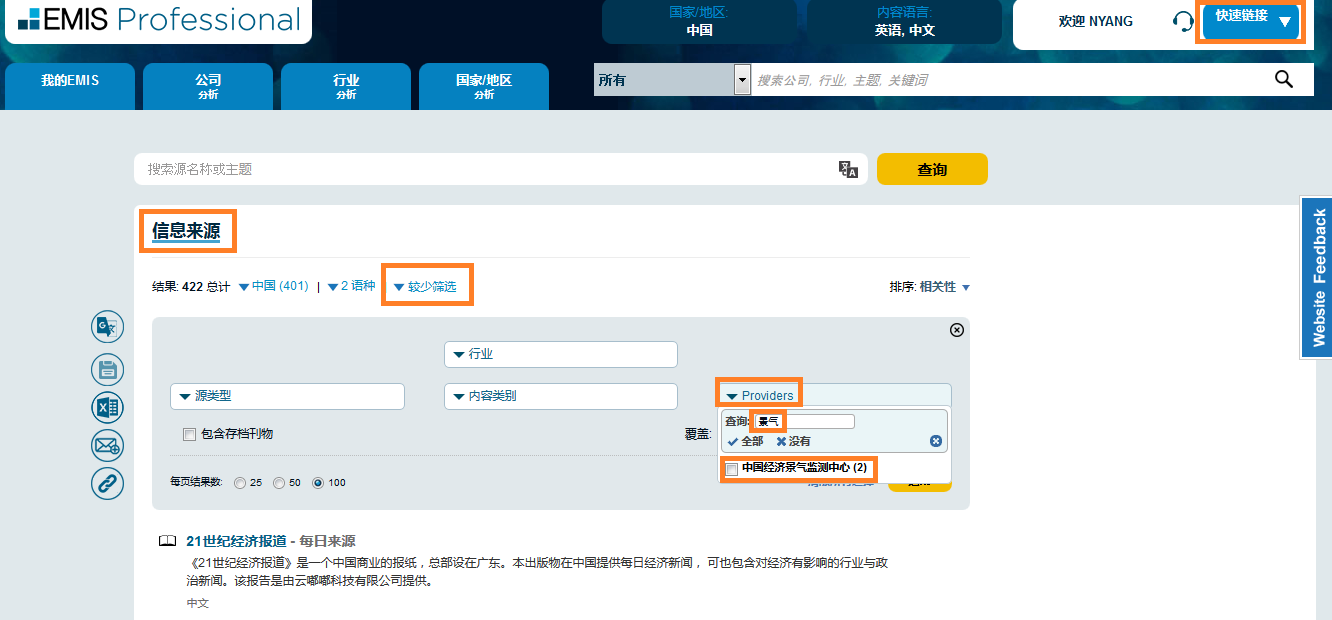 EMIS Professional
国家/地区:
中国
内容语言:
英语, 中文
欢迎 NYANG
快速链接
我的EMIS
公司
分析
行业
分析
国家/地区
分析
所有
搜索公司, 行业, 主题, 关键词
搜索源名称或主题
查询
信息来源
结果: 422 总计 中国 (401) | 2 语种 较少筛选
排序: 相关性
行业
源类型
内容类别
Providers
查询: 景气
全部 没有
包含存档刊物
覆盖:
中国经济景气监测中心 (2)
每页结果数: 25 50 100
21世纪经济报道 - 每日来源
《21世纪经济报道》是一个中国商业的报纸，总部设在广东。本出版物在中国提供每日经济新闻， 可也包含对经济有影响的行业与政
治新闻。该报告是由云嘟嘟科技有限公司提供。
中文
Website Feedback